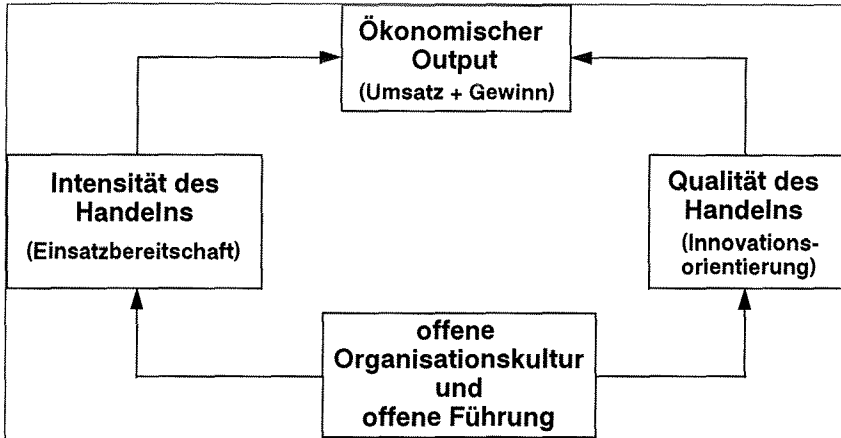 Ökonomischer
Output
(Umsatz + Gewinn)
Intensität des
Handelns
(Einsatzbereitschaft)
Qualität des
Handelns
(Innovations-
orientierung)
offene
Organisationskultur
und
offene Führung